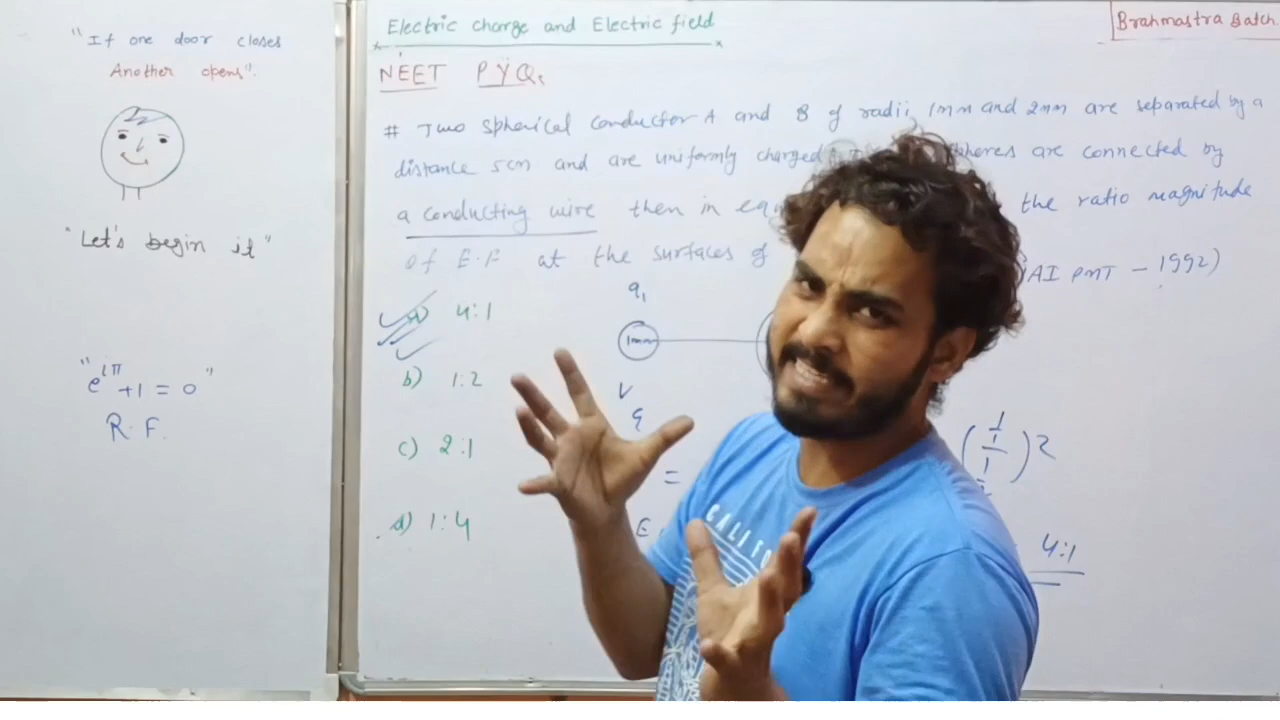 "If one door closes
Another opens".
"Let's begin it"
"e^iπ + 1 = 0"
R. F.
Electric charge and Electric field
Brahmastra Batch
NEET PYQs
# Two spherical conductor A and B of radii 1mm and 2mm are separated by a
distance 5cm and are uniformly charged spheres are connected by
a conducting wire then in the ratio magnitude
of E.F at the surfaces of (AI PMT - 1992)
4:1
b) 1:2
c) 2:1
d) 1:4
q1
1mm
V
=
E
2
4:1
CALIFO